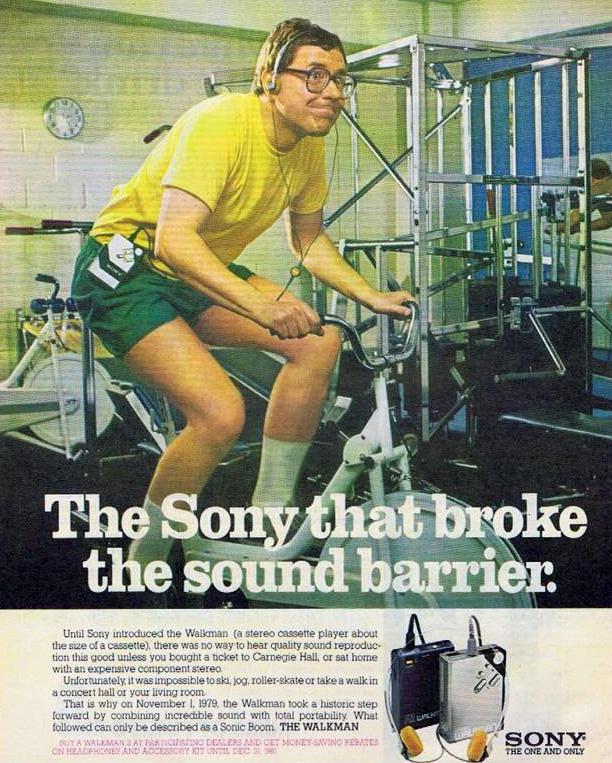 The Sony that broke
the sound barrier.
Until Sony introduced the Walkman (a stereo cassette player about
the size of a cassette), there was no way to hear quality sound reproduc-
tion this good unless you bought a ticket to Carnegie Hall, or sat home
with an expensive component stereo.
Unfortunately, it was impossible to ski, jog, roller-skate or take a walk in
a concert hall or your living room.
That is why on November 1, 1979, the Walkman took a historic step
forward by combining incredible sound with total portability. What
followed can only be described as a Sonic Boom. THE WALKMAN
BUY A WALKMAN 2 AT PARTICIPATING DEALERS AND GET MONEY-SAVING REBATES
ON HEADPHONES AND ACCESSORY KIT UNTIL DEC 31, 1981
WALKMAN
SONY
THE ONE AND ONLY